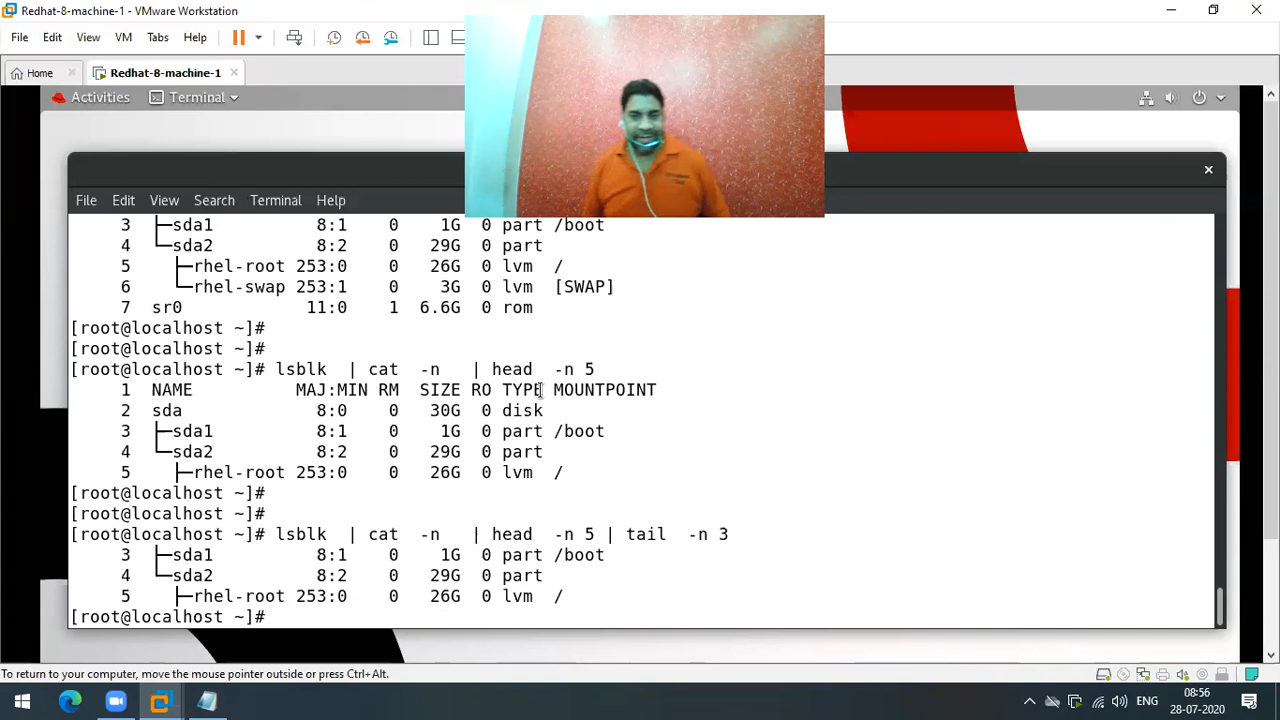 Redhat-8-machine-1 - VMware Workstation
File Edit View VM Tabs Help
Home Redhat-8-machine-1
Activities Terminal
File Edit View Search Terminal Help
3 ├─sda1 8:1 0 1G 0 part /boot
4 └─sda2 8:2 0 29G 0 part
5 ├─rhel-root 253:0 0 26G 0 lvm /
6 └─rhel-swap 253:1 0 3G 0 lvm [SWAP]
7 sr0 11:0 1 6.6G 0 rom
[root@localhost ~]#
[root@localhost ~]#
[root@localhost ~]# lsblk | cat -n | head -n 5
1 NAME MAJ:MIN RM SIZE RO TYPE MOUNTPOINT
2 sda 8:0 0 30G 0 disk
3 ├─sda1 8:1 0 1G 0 part /boot
4 └─sda2 8:2 0 29G 0 part
5 ├─rhel-root 253:0 0 26G 0 lvm /
[root@localhost ~]#
[root@localhost ~]#
[root@localhost ~]# lsblk | cat -n | head -n 5 | tail -n 3
3 ├─sda1 8:1 0 1G 0 part /boot
4 └─sda2 8:2 0 29G 0 part
5 ├─rhel-root 253:0 0 26G 0 lvm /
[root@localhost ~]#
To return to your computer, move the mouse pointer outside or press Ctrl+Alt.
ENG
08:56
28-07-2020